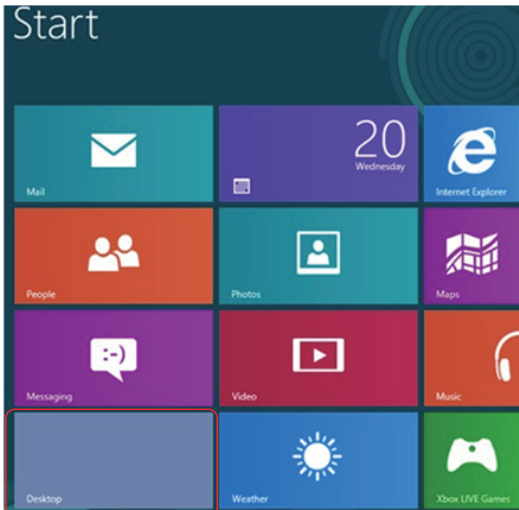 Start
Mail
20
Wednesday
Internet Explorer
People
Photos
Maps
Messaging
:-)
Video
Music
Desktop
Weather
Xbox LIVE Games